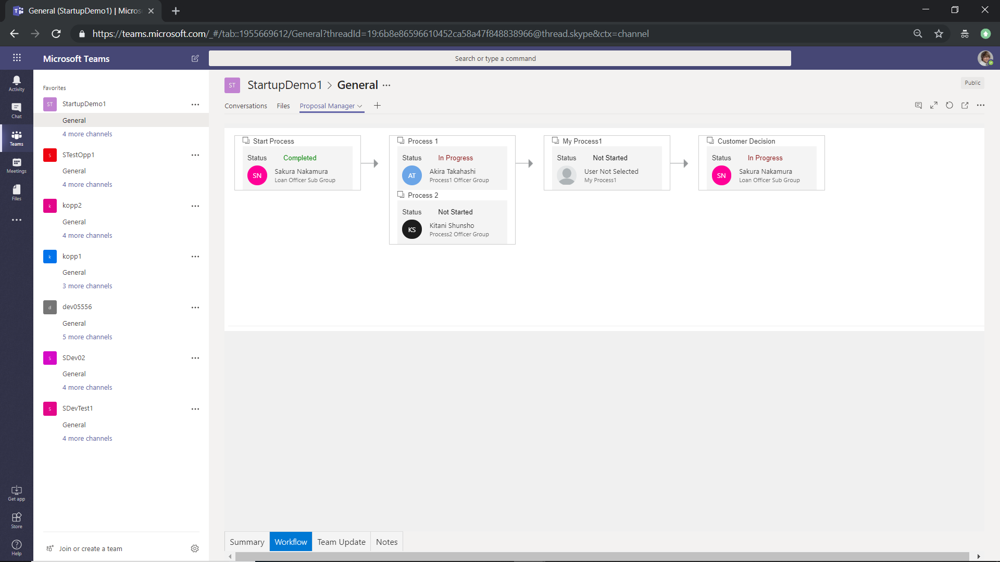 General (StartupDemo1) | Micros
https://teams.microsoft.com/_#/tab::1955669612/General?threadId=19:6b8e86596610452ca58a47f848838966@thread.skype&ctx=channel
Microsoft Teams
Search or type a command
Activity
Chat
Teams
Meetings
Files
Get app
Store
Help
Favorites
ST StartupDemo1
General
4 more channels
s STestOpp1
General
4 more channels
k kopp2
General
4 more channels
k kopp1
General
3 more channels
d dev05556
General
5 more channels
s SDev02
General
4 more channels
s SDevTest1
General
4 more channels
Join or create a team
ST StartupDemo1 > General
Public
Conversations Files Proposal Manager
Start Process
Status Completed
SN Sakura Nakamura
Loan Officer Sub Group
Process 1
Status In Progress
AT Akira Takahashi
Process1 Officer Group
Process 2
Status Not Started
KS Kitani Shunsho
Process2 Officer Group
My Process1
Status Not Started
User Not Selected
My Process1
Customer Decision
Status In Progress
SN Sakura Nakamura
Loan Officer Sub Group
Summary Workflow Team Update Notes